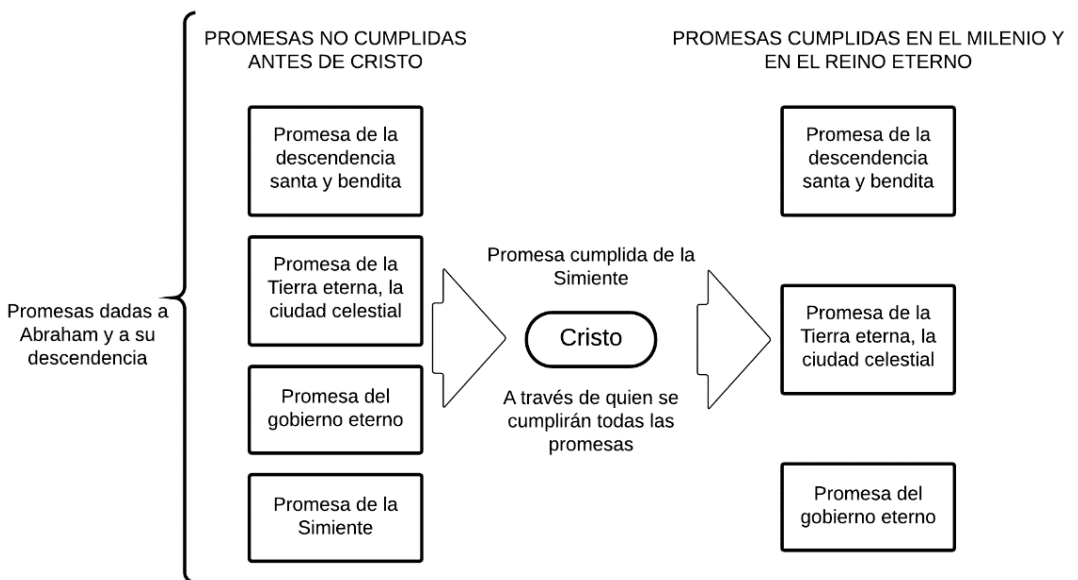 Promesas dadas a
Abraham y a su
descendencia
PROMESAS NO CUMPLIDAS
ANTES DE CRISTO
Promesa de la
descendencia
santa y bendita
Promesa de la
Tierra eterna, la
ciudad celestial
Promesa del
gobierno eterno
Promesa de la
Simiente
Promesa cumplida de la
Simiente
Cristo
A través de quien se
cumplirán todas las
promesas
PROMESAS CUMPLIDAS EN EL MILENIO Y
EN EL REINO ETERNO
Promesa de la
descendencia
santa y bendita
Promesa de la
Tierra eterna, la
ciudad celestial
Promesa del
gobierno eterno